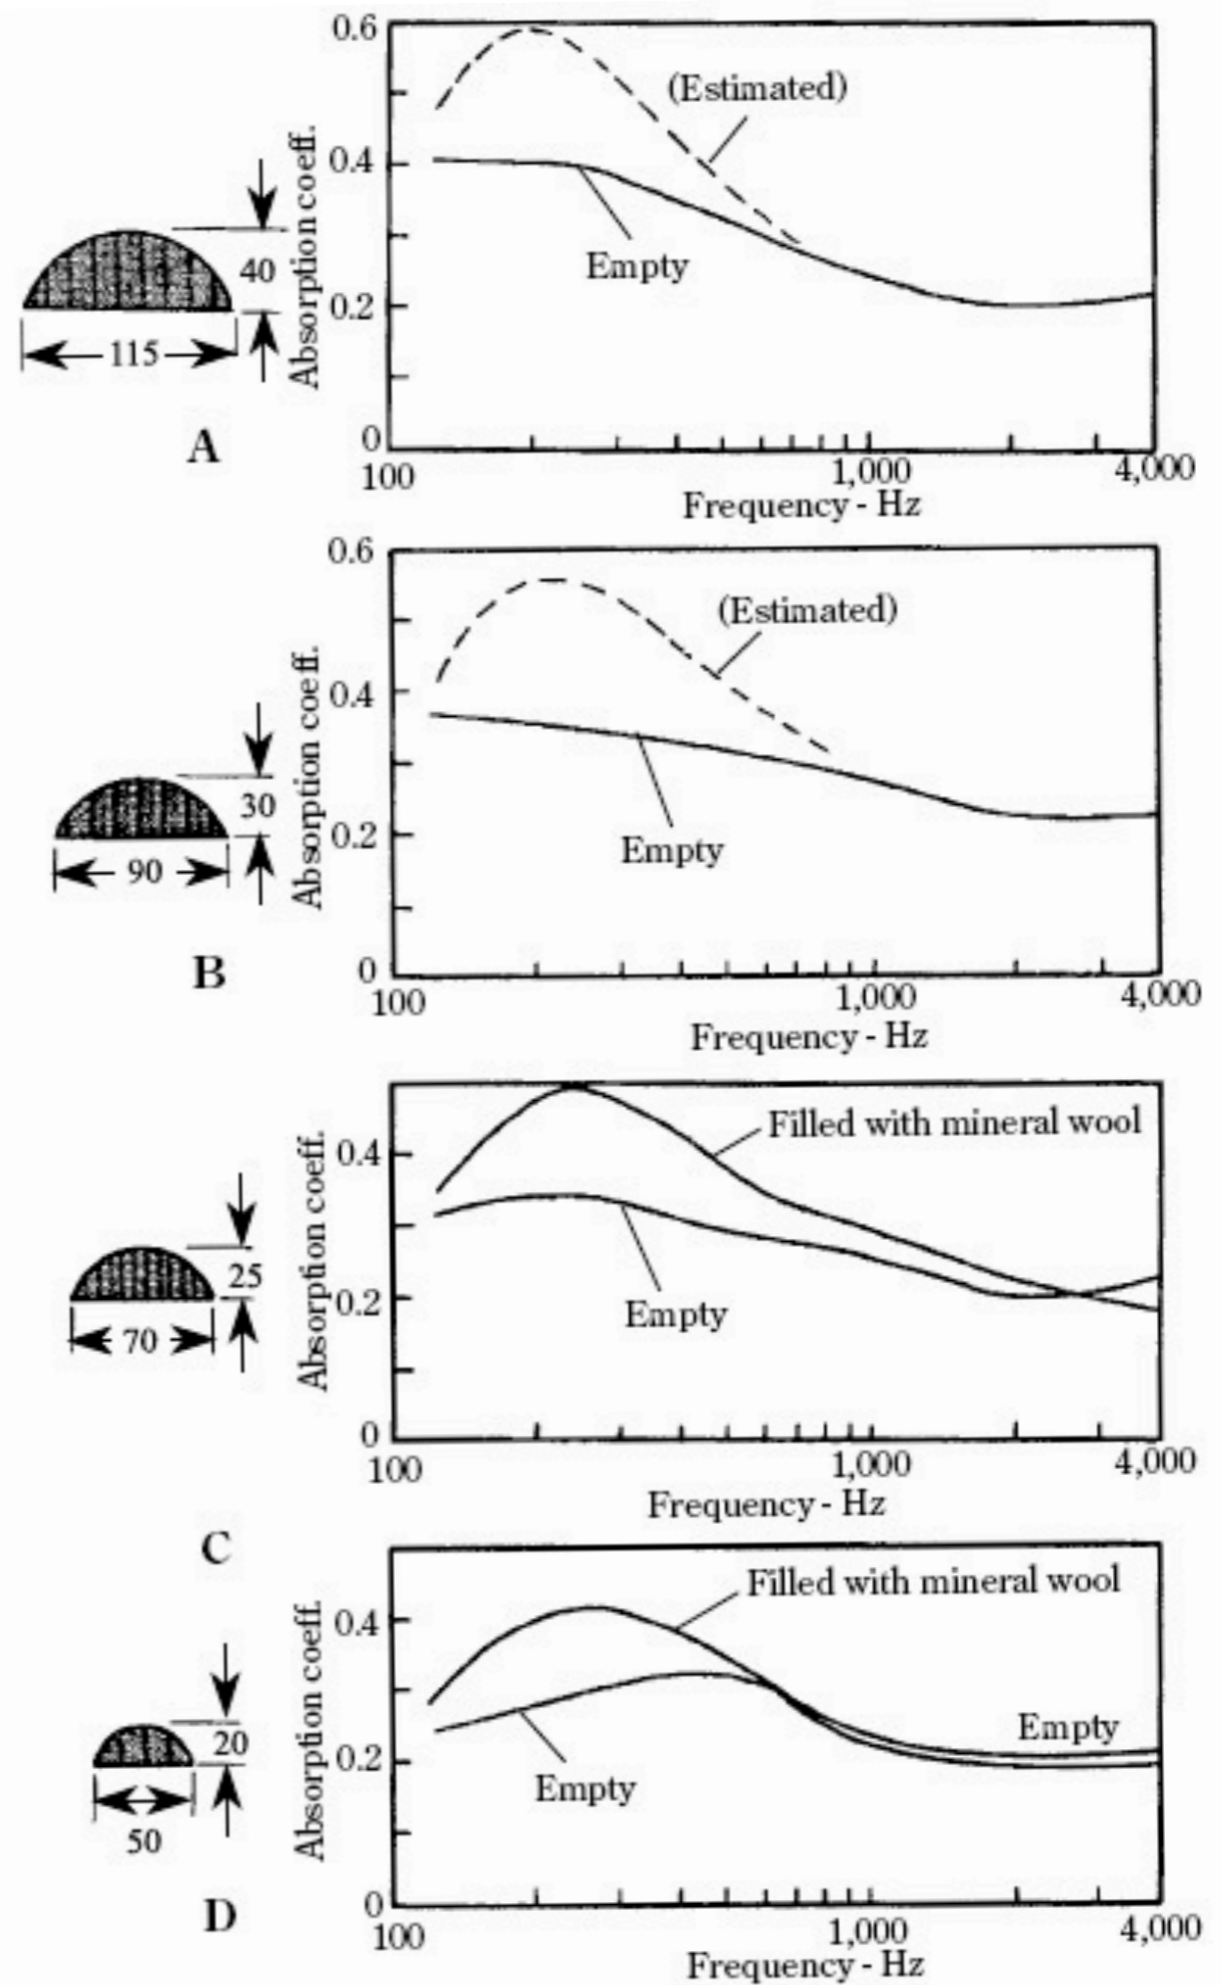 0.6
(Estimated)
Absorption coeff.
0.4
Empty
40
0.2
115
A
0
100
1,000
4,000
Frequency - Hz
0.6
(Estimated)
Absorption coeff.
0.4
30
Empty
0.2
90
B
0
100
1,000
4,000
Frequency - Hz
Filled with mineral wool
Absorption coeff.
0.4
25
0.2
Empty
70
0
100
1,000
4,000
Frequency - Hz
C
Filled with mineral wool
Absorption coeff.
0.4
Empty
20
0.2
Empty
50
D
0
100
1,000
4,000
Frequency - Hz